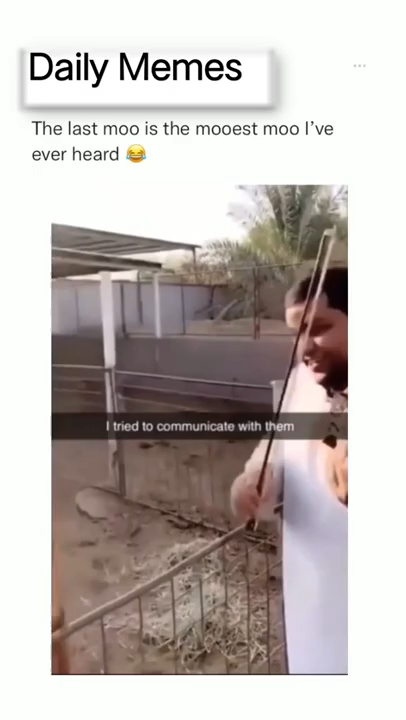 Daily Memes
The last moo is the mooest moo I’ve
ever heard 😂
I tried to communicate with them